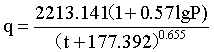 q = 2213.141(1+0.57lgP) / (t+177.392)^0.655